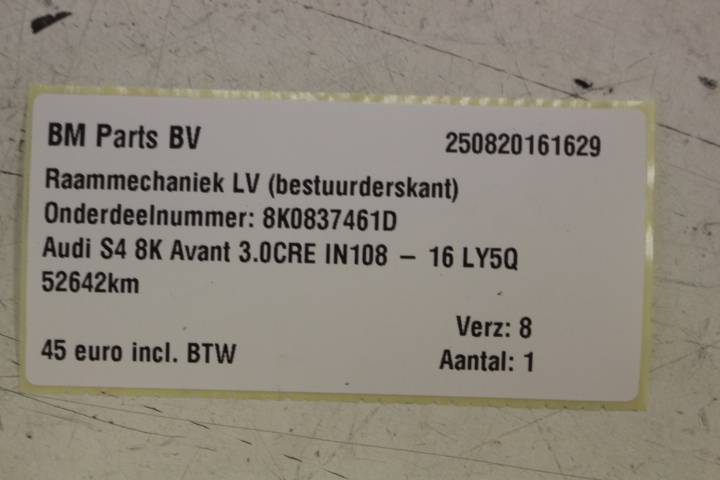 BM Parts BV 250820161629
Raammechaniek LV (bestuurderskant)
Onderdeelnummer: 8K0837461D
Audi S4 8K Avant 3.0CRE IN108 – 16 LY5Q
52642km
Verz: 8
45 euro incl. BTW Aantal: 1